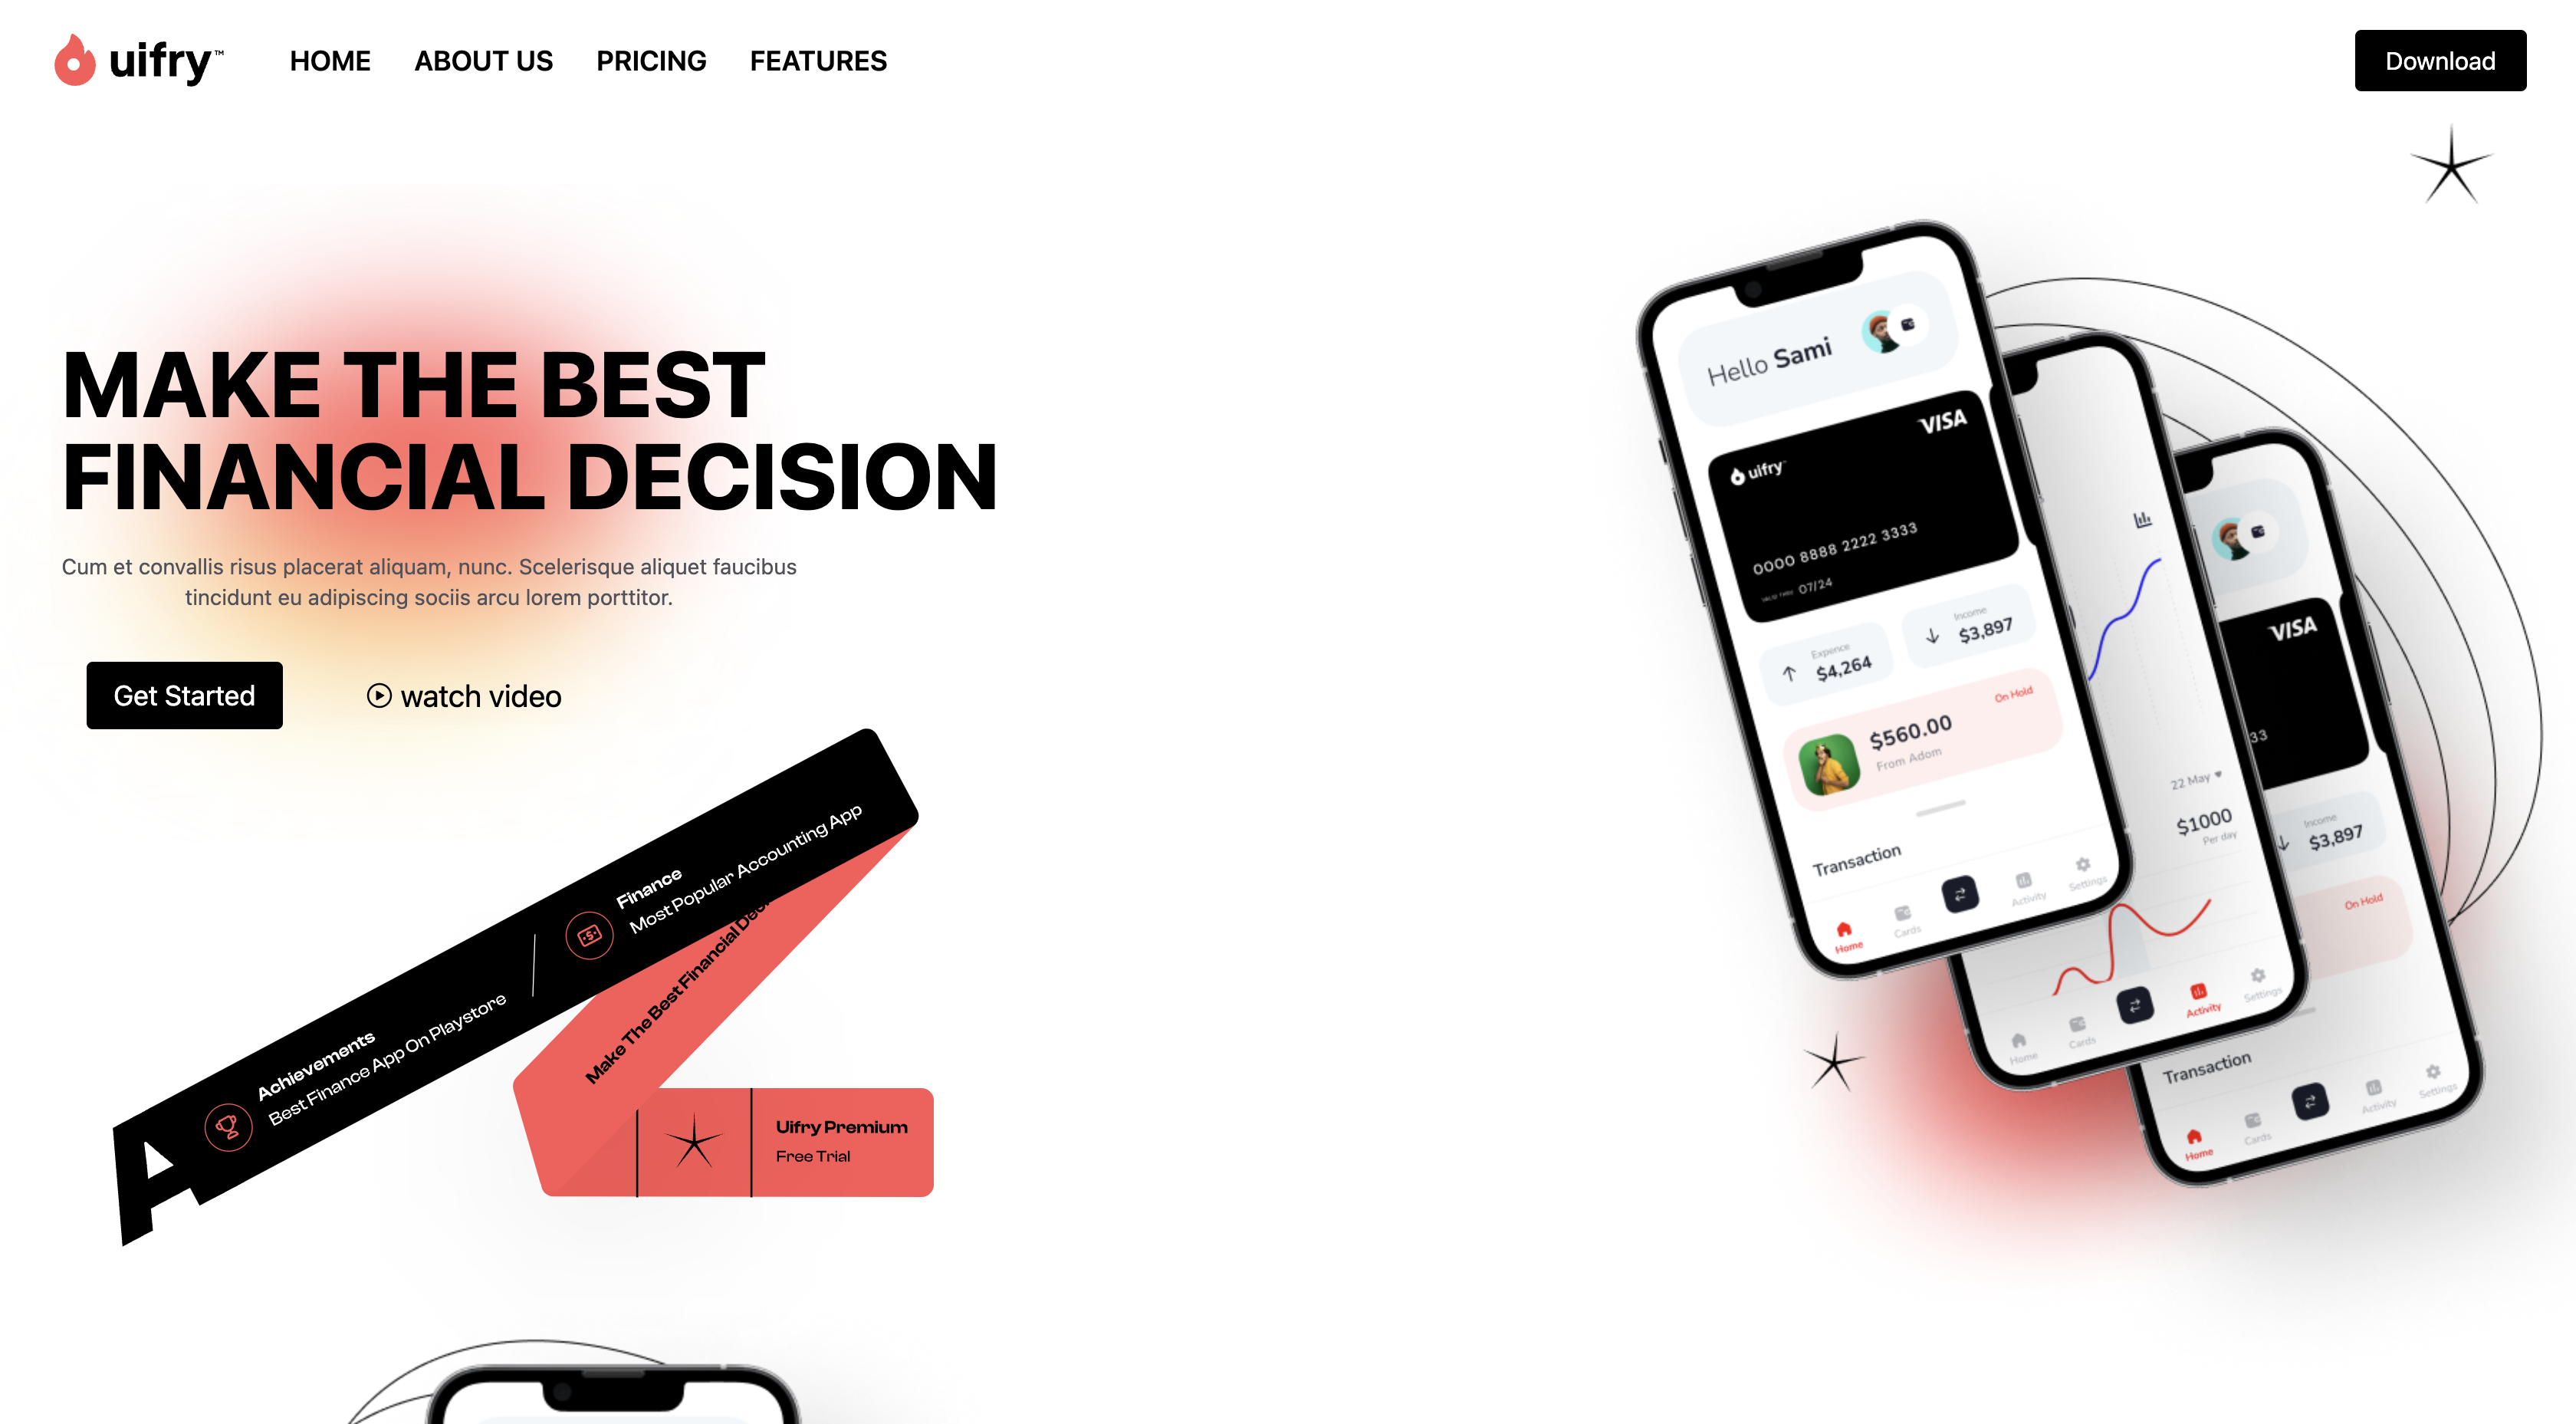 uifry™
HOME
ABOUT US
PRICING
FEATURES
Download
MAKE THE BEST
FINANCIAL DECISION
Cum et convallis risus placerat aliquam, nunc. Scelerisque aliquet faucibus
tincidunt eu adipiscing sociis arcu lorem porttitor.
Get Started
watch video
Achievements
Best Finance App On Playstore
Finance
Most Popular Accounting App
Make The Best Financial
Uifry Premium
Free Trial
A
Hello Sami
VISA
uifry™
0000 8888 2222 3333
VALID THRU 07/24
Expence
$4,264
Income
$3,897
$560.00
From Adom
On Hold
Transaction
Home
Cards
Activity
Settings
22 May
$1000
Per day
Home
Cards
Activity
Settings
VISA
33
Income
$3,897
On Hold
Transaction
Home
Cards
Activity
Settings